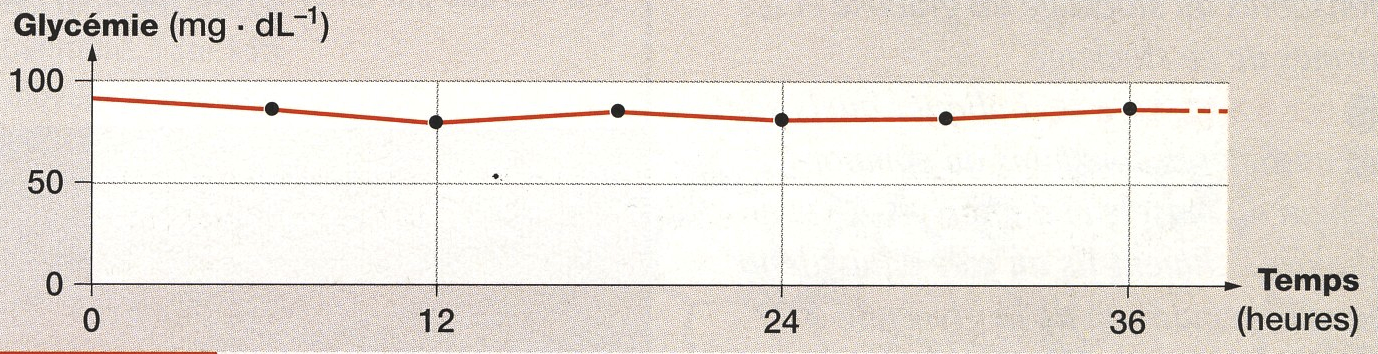 Glycémie (mg · dL⁻¹)
100
50
0
0 12 24 36
Temps
(heures)